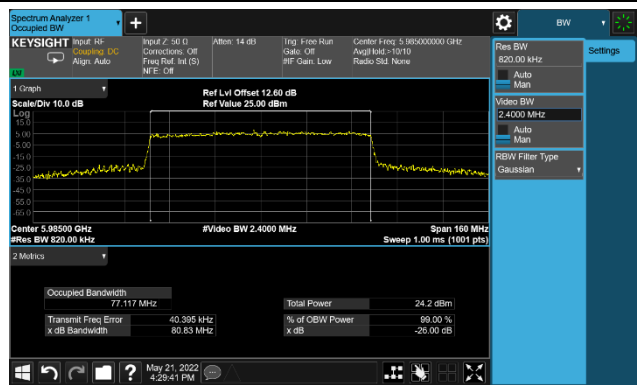 Spectrum Analyzer 1
Occupied BW
+
BW
KEYSIGHT Input: RF
Coupling: DC
Align: Auto
Input Z: 50 Ω
Corrections: Off
Freq Ref: Int (S)
NFE: Off
Atten: 14 dB
Trig: Free Run
Gate: Off
#IF Gain: Low
Center Freq: 5.985000000 GHz
Avg|Hold:>10/10
Radio Std: None
LXI
Res BW
820.00 kHz
Auto
Man
Video BW
2.4000 MHz
Auto
Man
RBW Filter Type
Gaussian
Settings
1 Graph
Scale/Div 10.0 dB
Ref Lvl Offset 12.60 dB
Ref Value 25.00 dBm
Log
15.0
5.00
-5.00
-15.0
-25.0
-35.0
-45.0
-55.0
-65.0
Center 5.98500 GHz
#Res BW 820.00 kHz
#Video BW 2.4000 MHz
Span 160 MHz
Sweep 1.00 ms (1001 pts)
2 Metrics
Occupied Bandwidth
77.117 MHz
Total Power 24.2 dBm
Transmit Freq Error 40.395 kHz
% of OBW Power 99.00 %
x dB Bandwidth 80.83 MHz
x dB -26.00 dB
?
May 21, 2022
4:29:41 PM